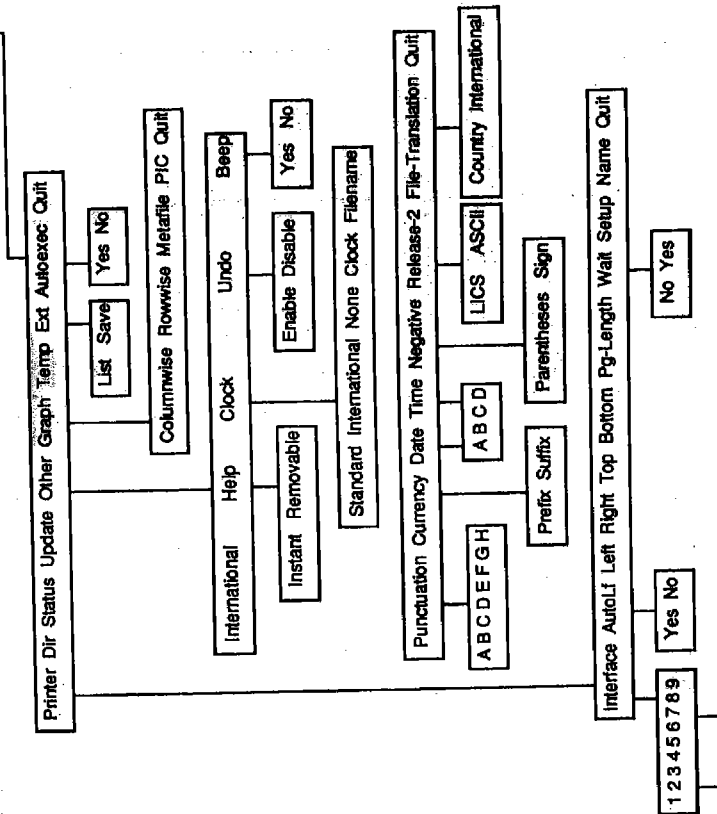 Printer Dir Status Update Other Graph Temp Ext Autoexec Quit
List Save
Yes No
Columnwise Rowwise Metafile PIC Quit
International Help Clock Undo Beep
Instant Removable
Enable Disable
Yes No
Standard International None Clock Filename
Punctuation Currency Date Time Negative Release-2 File-Translation Quit
A B C D E F G H
A B C D
LICS ASCII
Country International
Prefix Suffix
Parentheses Sign
Interface AutoLf Left Right Top Bottom Pg-Length Wait Setup Name Quit
1 2 3 4 5 6 7 8 9
Yes No
No Yes